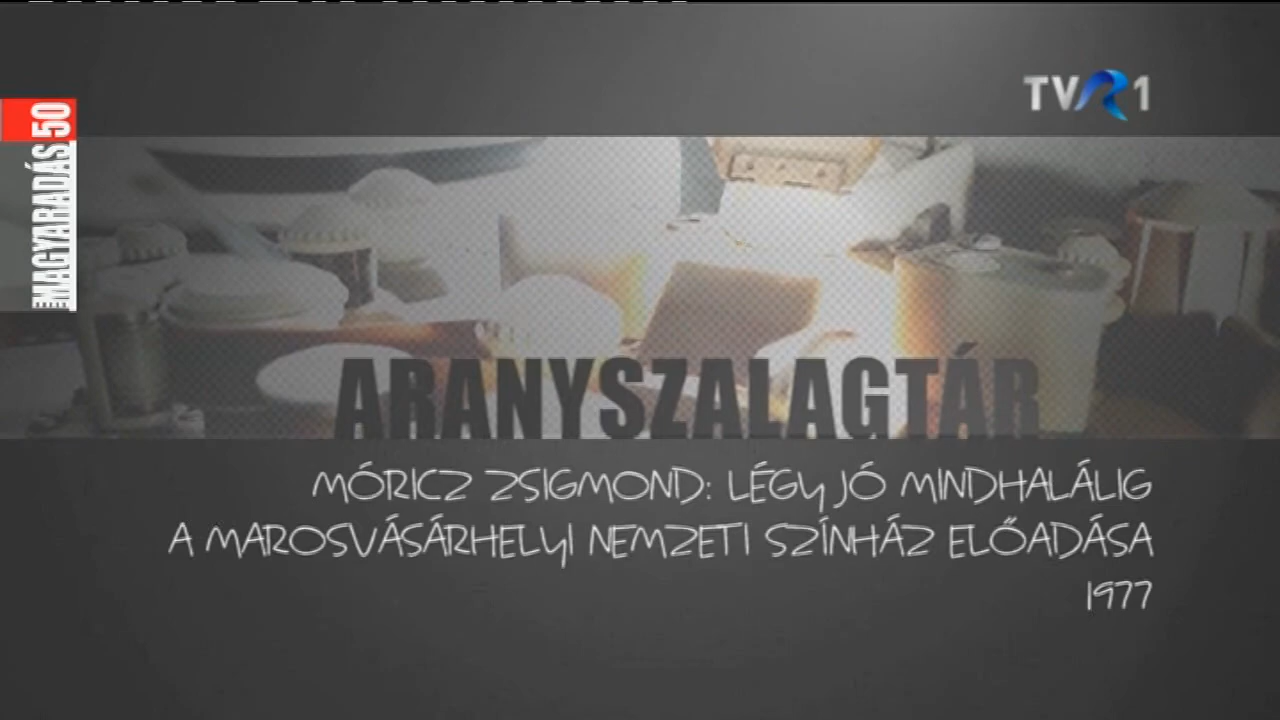 TVR1
MAGYARADÁS 50
ARANYSZALAGTÁR
MÓRICZ ZSIGMOND: LÉGY JÓ MINDHALÁLIG
A MAROSVÁSÁRHELYI NEMZETI SZÍNHÁZ ELŐADÁSA
1977